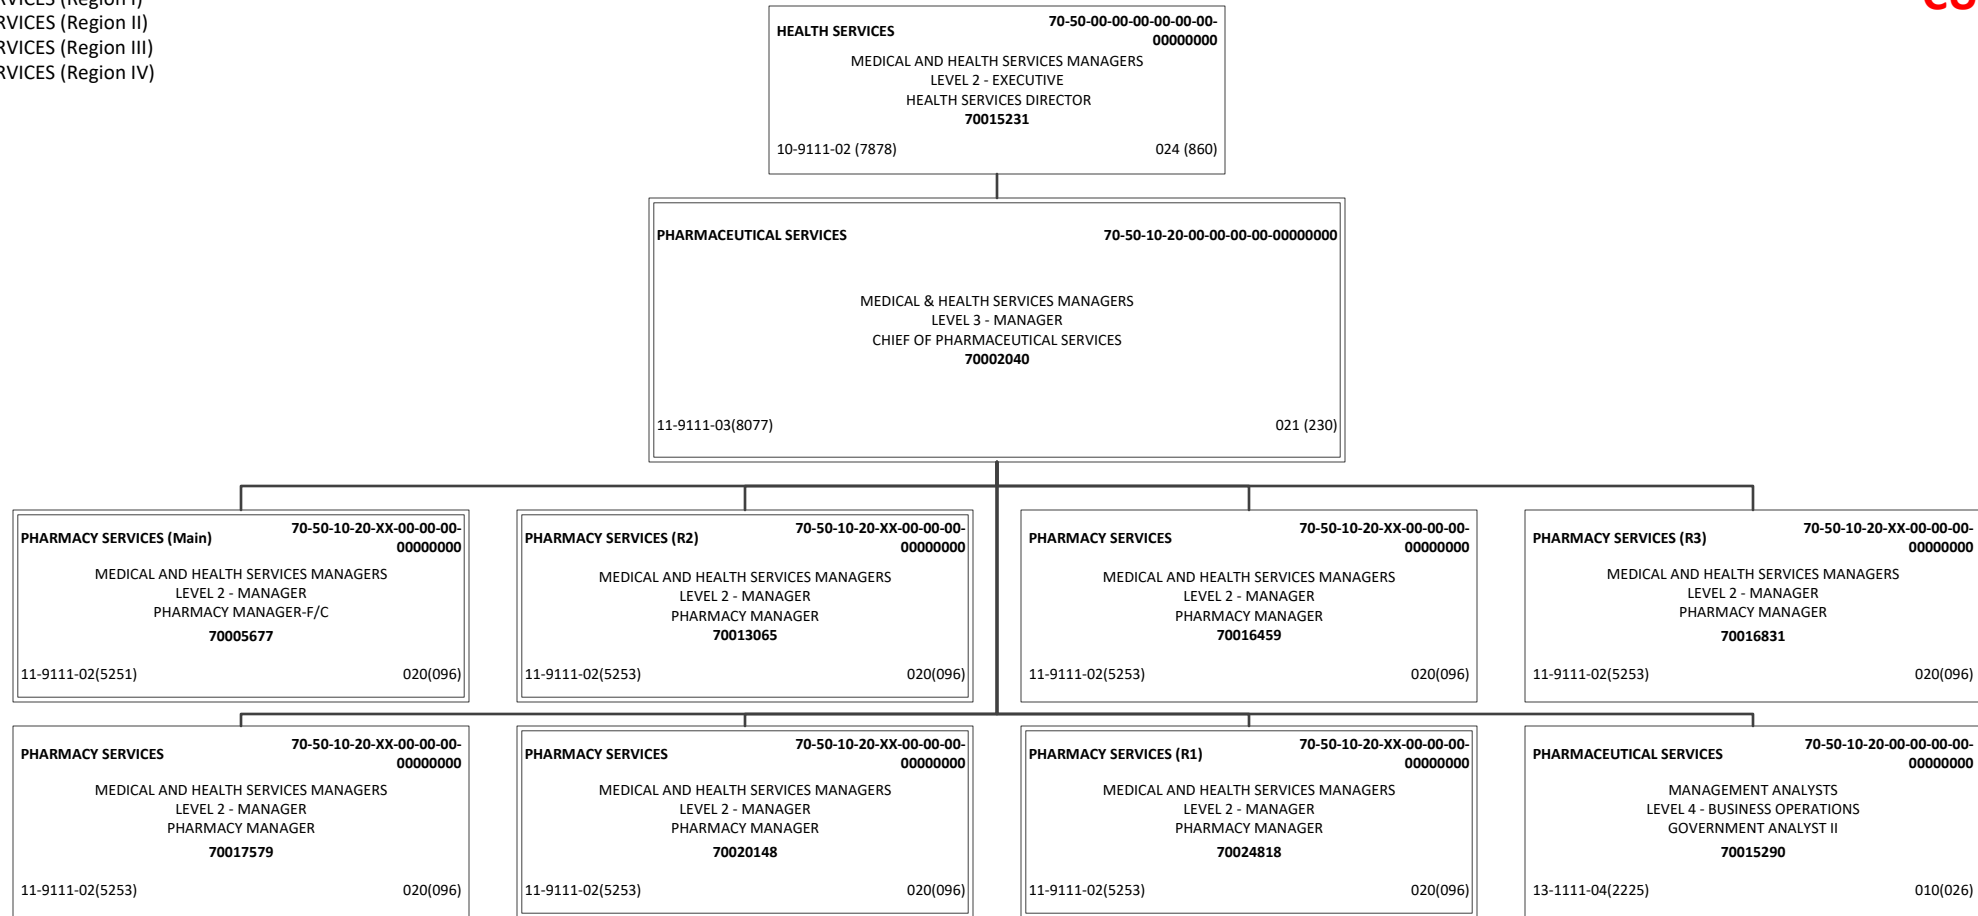 RVICES (Region I)
RVICES (Region II)
RVICES (Region III)
RVICES (Region IV)
HEALTH SERVICES
70-50-00-00-00-00-00-00-
00000000
MEDICAL AND HEALTH SERVICES MANAGERS
LEVEL 2 - EXECUTIVE
HEALTH SERVICES DIRECTOR
70015231
10-9111-02 (7878)
024 (860)
PHARMACEUTICAL SERVICES
70-50-10-20-00-00-00-00-00000000
MEDICAL & HEALTH SERVICES MANAGERS
LEVEL 3 - MANAGER
CHIEF OF PHARMACEUTICAL SERVICES
70002040
11-9111-03(8077)
021 (230)
PHARMACY SERVICES (Main)
70-50-10-20-XX-00-00-00-
00000000
MEDICAL AND HEALTH SERVICES MANAGERS
LEVEL 2 - MANAGER
PHARMACY MANAGER-F/C
70005677
11-9111-02(5251)
020(096)
PHARMACY SERVICES (R2)
70-50-10-20-XX-00-00-00-
00000000
MEDICAL AND HEALTH SERVICES MANAGERS
LEVEL 2 - MANAGER
PHARMACY MANAGER
70013065
11-9111-02(5253)
020(096)
PHARMACY SERVICES
70-50-10-20-XX-00-00-00-
00000000
MEDICAL AND HEALTH SERVICES MANAGERS
LEVEL 2 - MANAGER
PHARMACY MANAGER
70016459
11-9111-02(5253)
020(096)
PHARMACY SERVICES (R3)
70-50-10-20-XX-00-00-00-
00000000
MEDICAL AND HEALTH SERVICES MANAGERS
LEVEL 2 - MANAGER
PHARMACY MANAGER
70016831
11-9111-02(5253)
020(096)
PHARMACY SERVICES
70-50-10-20-XX-00-00-00-
00000000
MEDICAL AND HEALTH SERVICES MANAGERS
LEVEL 2 - MANAGER
PHARMACY MANAGER
70017579
11-9111-02(5253)
020(096)
PHARMACY SERVICES
70-50-10-20-XX-00-00-00-
00000000
MEDICAL AND HEALTH SERVICES MANAGERS
LEVEL 2 - MANAGER
PHARMACY MANAGER
70020148
11-9111-02(5253)
020(096)
PHARMACY SERVICES (R1)
70-50-10-20-XX-00-00-00-
00000000
MEDICAL AND HEALTH SERVICES MANAGERS
LEVEL 2 - MANAGER
PHARMACY MANAGER
70024818
11-9111-02(5253)
020(096)
PHARMACEUTICAL SERVICES
70-50-10-20-00-00-00-00-
00000000
MANAGEMENT ANALYSTS
LEVEL 4 - BUSINESS OPERATIONS
GOVERNMENT ANALYST II
70015290
13-1111-04(2225)
010(026)